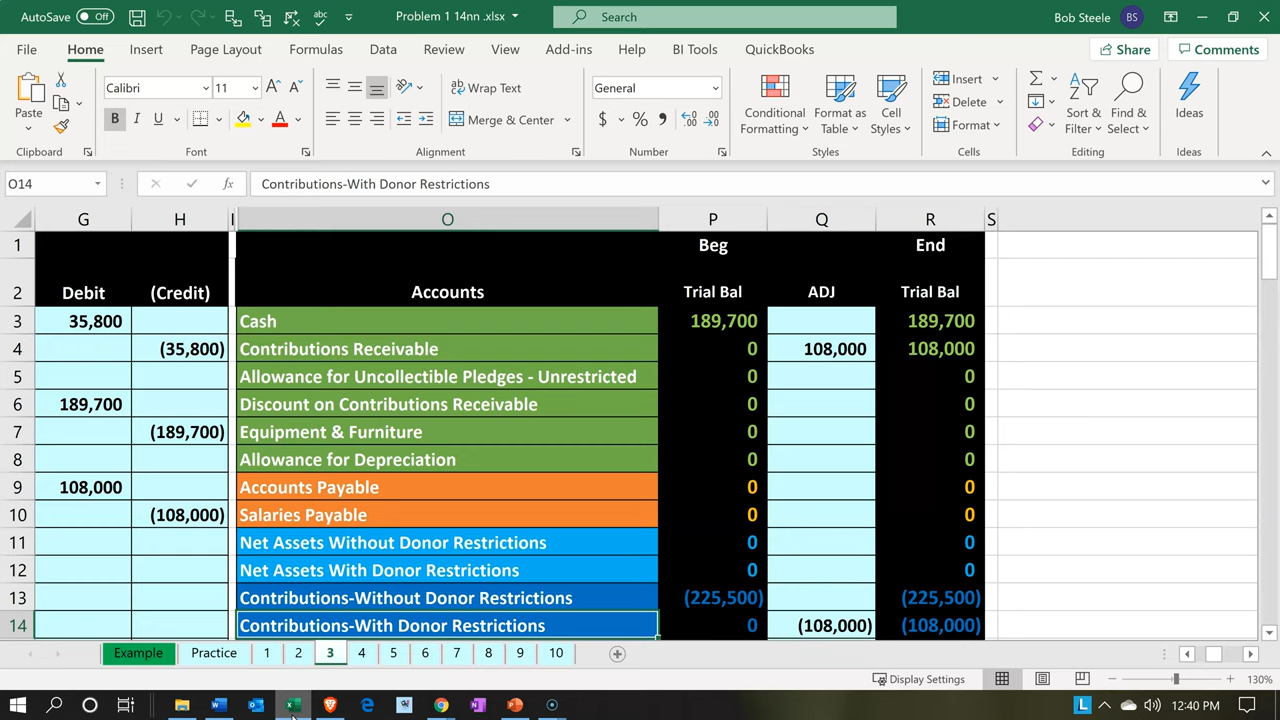 AutoSave Off Problem 1 14nn .xlsx Search Bob Steele BS
File Home Insert Page Layout Formulas Data Review View Add-ins Help BI Tools QuickBooks Share Comments
Calibri 11 Wrap Text General Insert
Paste B I U Merge & Center $ % Conditional Formatting Format as Table Cell Styles Delete Sort & Filter Find & Select Ideas
Format
Clipboard Font Alignment Number Styles Cells Editing Ideas
O14 fx Contributions-With Donor Restrictions
G H I O P Q R S
1 Beg End
2 Debit (Credit) Accounts Trial Bal ADJ Trial Bal
3 35,800 Cash 189,700 189,700
4 (35,800) Contributions Receivable 0 108,000 108,000
5 Allowance for Uncollectible Pledges - Unrestricted 0 0
6 189,700 Discount on Contributions Receivable 0 0
7 (189,700) Equipment & Furniture 0 0
8 Allowance for Depreciation 0 0
9 108,000 Accounts Payable 0 0
10 (108,000) Salaries Payable 0 0
11 Net Assets Without Donor Restrictions 0 0
12 Net Assets With Donor Restrictions 0 0
13 Contributions-Without Donor Restrictions (225,500) (225,500)
14 Contributions-With Donor Restrictions 0 (108,000) (108,000)
Example Practice 1 2 3 4 5 6 7 8 9 10
Display Settings 130%
12:40 PM